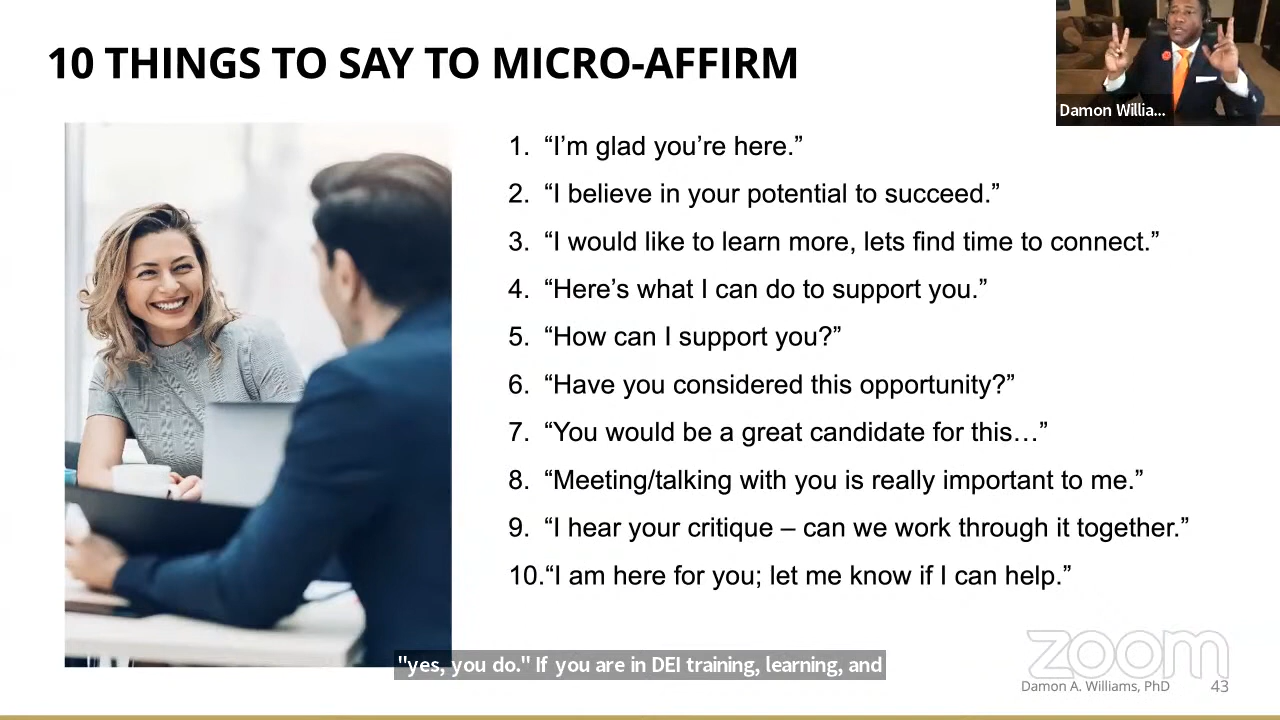 10 THINGS TO SAY TO MICRO-AFFIRM
Damon Willia...
1. “I’m glad you’re here.”
2. “I believe in your potential to succeed.”
3. “I would like to learn more, lets find time to connect.”
4. “Here’s what I can do to support you.”
5. “How can I support you?”
6. “Have you considered this opportunity?”
7. “You would be a great candidate for this…”
8. “Meeting/talking with you is really important to me.”
9. “I hear your critique – can we work through it together.”
10.“I am here for you; let me know if I can help.”
zoom
"yes, you do." If you are in DEI training, learning, and
Damon A. Williams, PhD 43